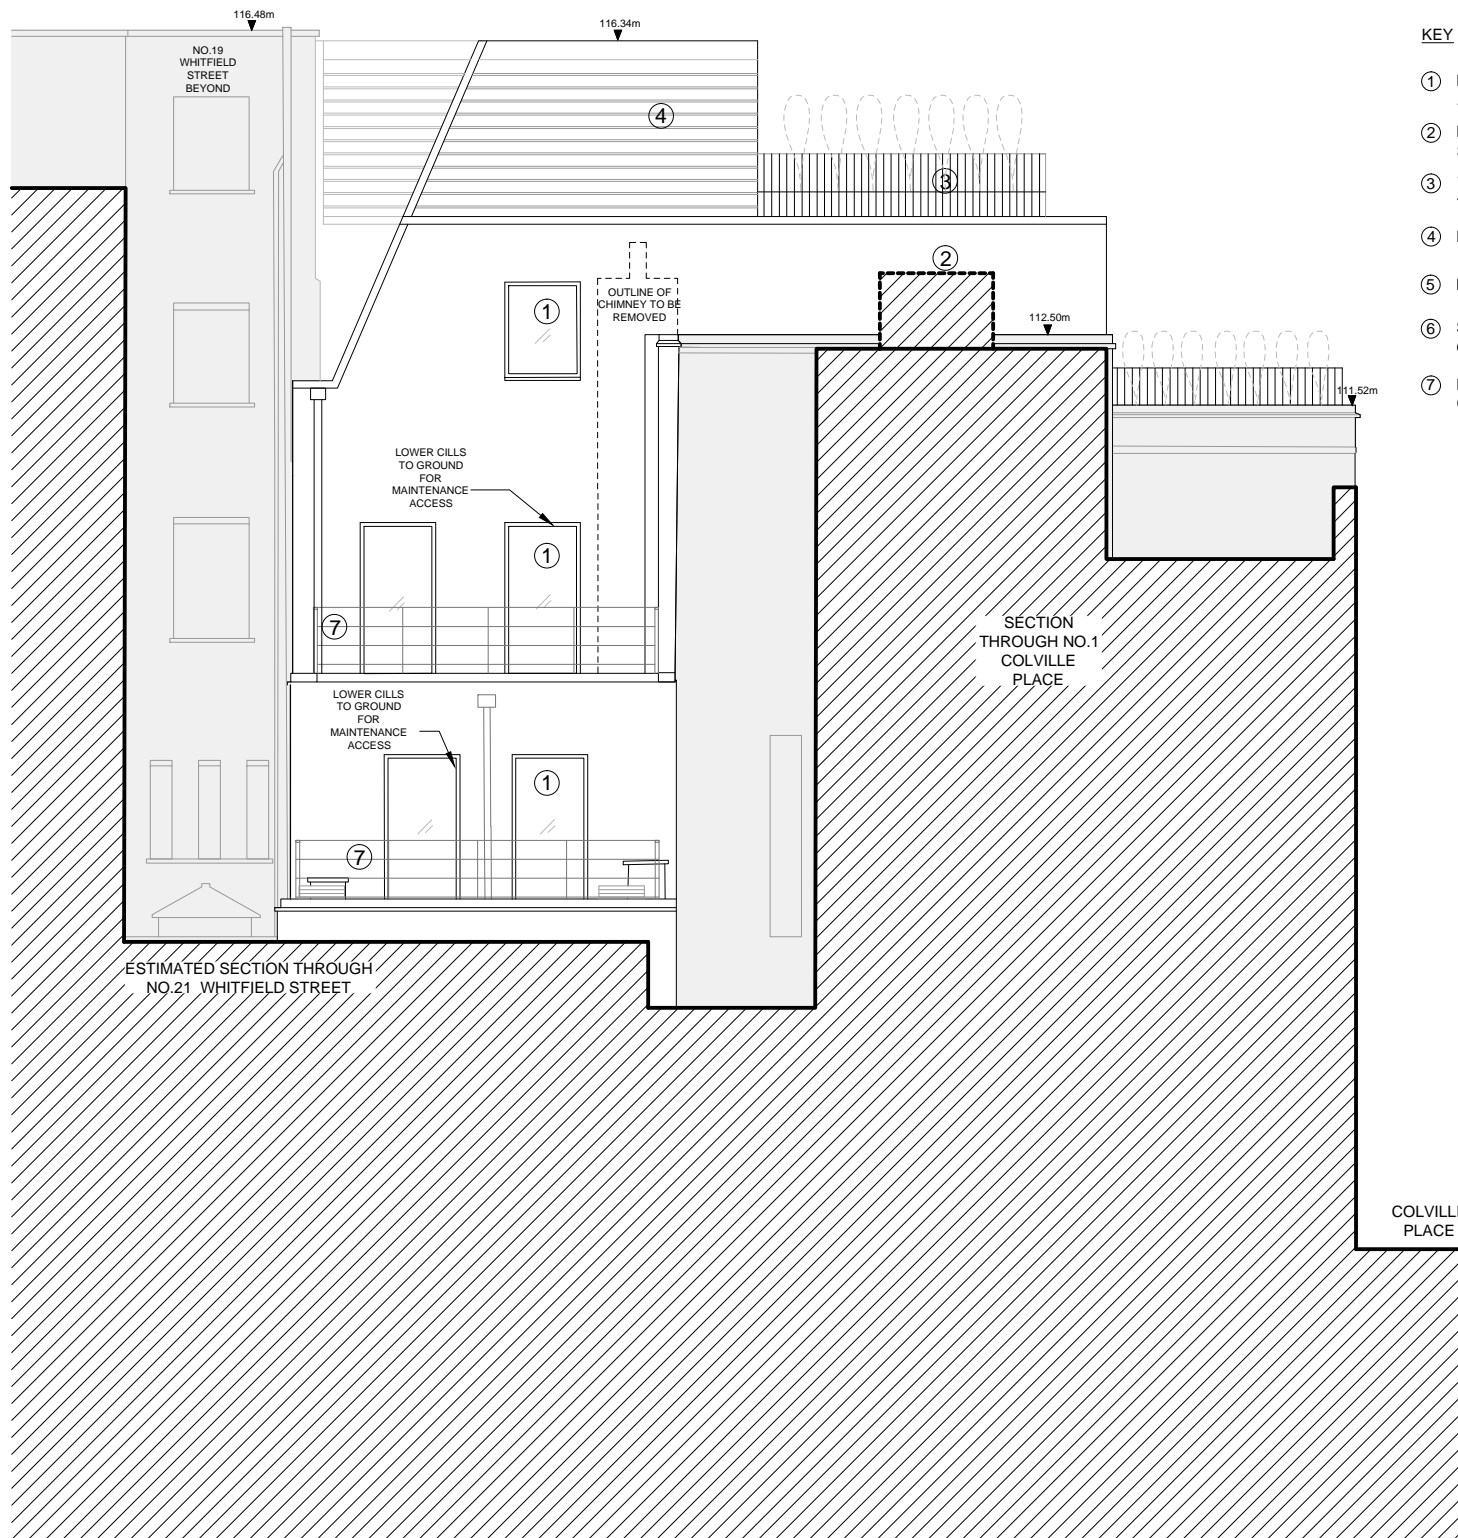 116.48m
116.34m
KEY
NO.19
WHITFIELD
STREET
BEYOND
1
2
3
4
5
6
7
4
3
2
OUTLINE OF
CHIMNEY TO BE
REMOVED
1
112.50m
111.52m
LOWER CILLS
TO GROUND
FOR
MAINTENANCE
ACCESS
1
7
SECTION
THROUGH NO.1
COLVILLE
PLACE
LOWER CILLS
TO GROUND
FOR
MAINTENANCE
ACCESS
1
7
ESTIMATED SECTION THROUGH
NO.21 WHITFIELD STREET
PLACE